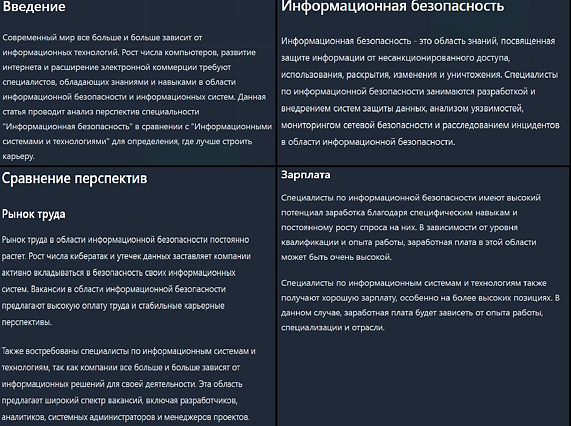 Введение
Современный мир все больше и больше зависит от
информационных технологий. Рост числа компьютеров, развитие
интернета и расширение электронной коммерции требуют
специалистов, обладающих знаниями и навыками в области
информационной безопасности и информационных систем. Данная
статья проводит анализ перспектив специальности
"Информационная безопасность" в сравнении с "Информационными
системами и технологиями" для определения, где лучше строить
карьеру.
Информационная безопасность
Информационная безопасность - это область знаний, посвященная
защите информации от несанкционированного доступа,
использования, раскрытия, изменения и уничтожения. Специалисты
по информационной безопасности занимаются разработкой и
внедрением систем защиты данных, анализом уязвимостей,
мониторингом сетевой безопасности и расследованием инцидентов
в области информационной безопасности.
Сравнение перспектив
Рынок труда
Рынок труда в области информационной безопасности постоянно
растет. Рост числа кибератак и утечек данных заставляет компании
активно вкладываться в безопасность своих информационных
систем. Вакансии в области информационной безопасности
предлагают высокую оплату труда и стабильные карьерные
перспективы.
Также востребованы специалисты по информационным системам и
технологиям, так как компании все больше и больше зависят от
информационных решений для своей деятельности. Эта область
предлагает широкий спектр вакансий, включая разработчиков,
аналитиков, системных администраторов и менеджеров проектов.
Зарплата
Специалисты по информационной безопасности имеют высокий
потенциал заработка благодаря специфическим навыкам и
постоянному росту спроса на них. В зависимости от уровня
квалификации и опыта работы, заработная плата в этой области
может быть очень высокой.
Специалисты по информационным системам и технологиям также
получают хорошую зарплату, особенно на более высоких позициях. В
данном случае, заработная плата будет зависеть от опыта работы,
специализации и отрасли.